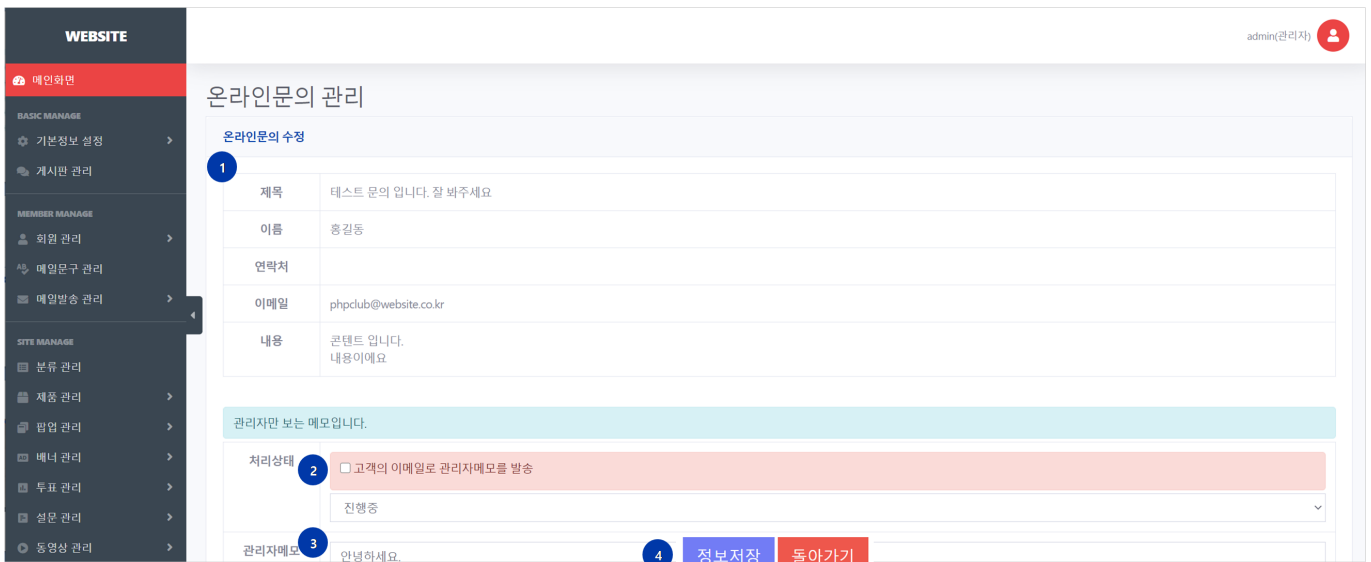 WEBSITE
admin(관리자)
메인화면
BASIC MANAGE
기본정보 설정
게시판 관리
MEMBER MANAGE
회원 관리
메일문구 관리
메일발송 관리
SITE MANAGE
분류 관리
제품 관리
팝업 관리
배너 관리
투표 관리
설문 관리
동영상 관리
온라인문의 관리
온라인문의 수정
1
제목 테스트 문의 입니다. 잘 봐주세요
이름 홍길동
연락처
이메일 phpclub@website.co.kr
내용 콘텐트 입니다.
내용이에요
관리자만 보는 메모입니다.
처리상태 2 고객의 이메일로 관리자메모를 발송
진행중
관리자메모 3 안녕하세요.
4 정보저장 돌아가기